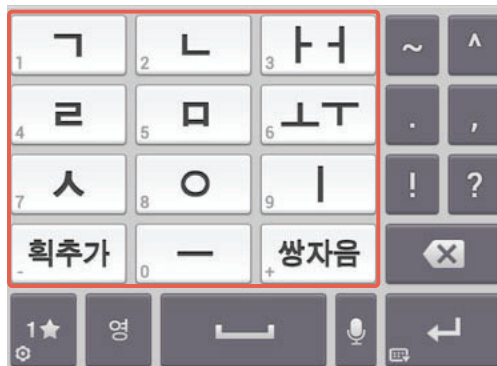 1 ㄱ 2 ㄴ 3 ㅏㅓ ~ ^
4 ㄹ 5 ㅁ 6 ㅗㅜ . ,
7 ㅅ 8 ㅇ 9 ㅣ ! ?
- 획추가 0 ㅡ + 쌍자음
1★ 영